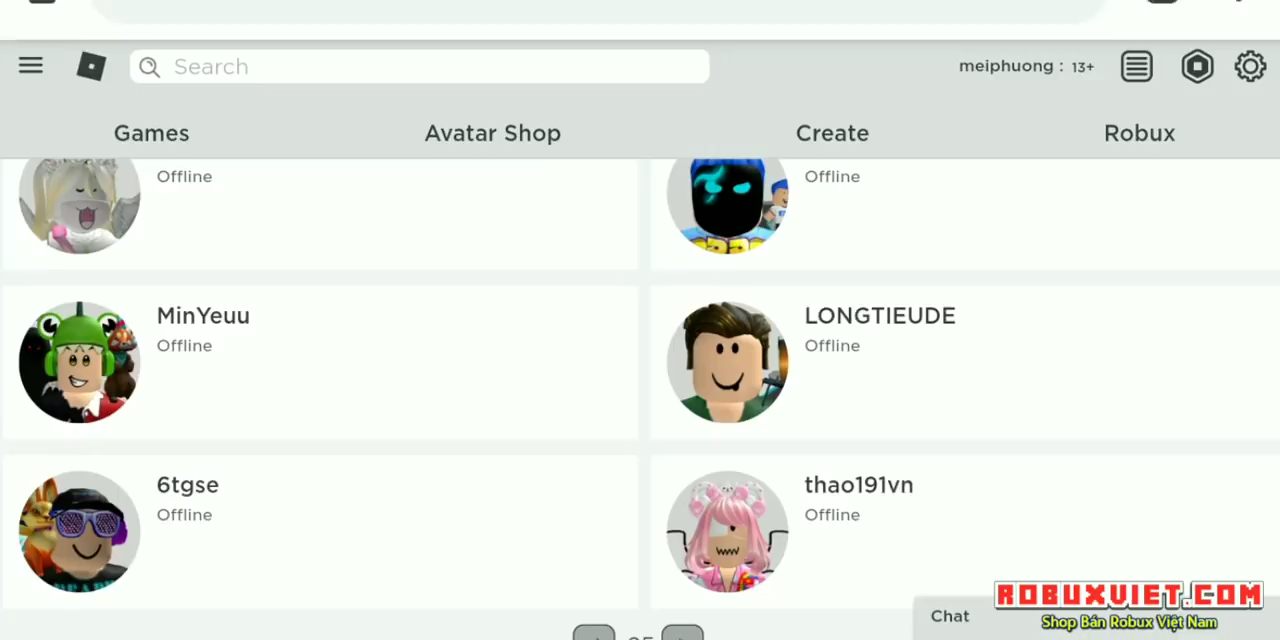 Search
meiphuong : 13+
Games
Avatar Shop
Create
Robux
Offline
Offline
MinYeuu
Offline
LONGTIEUDE
Offline
6tgse
Offline
thao191vn
Offline
Chat
ROBUXVIET.COM
Shop Bán Robux Việt Nam